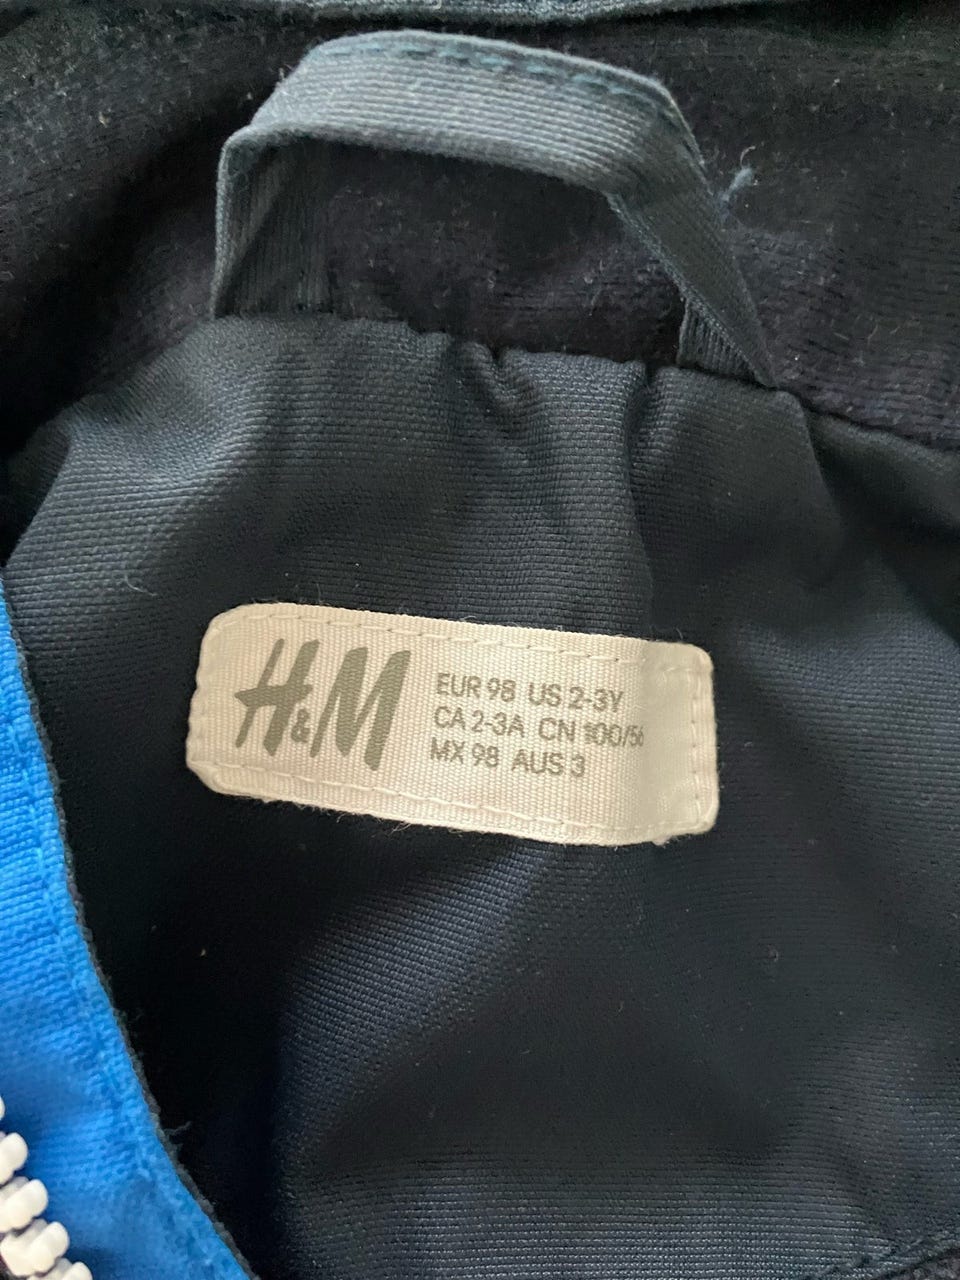 H&M
EUR 98 US 2-3Y
CA 2-3A CN 100/56
MX 98 AUS 3